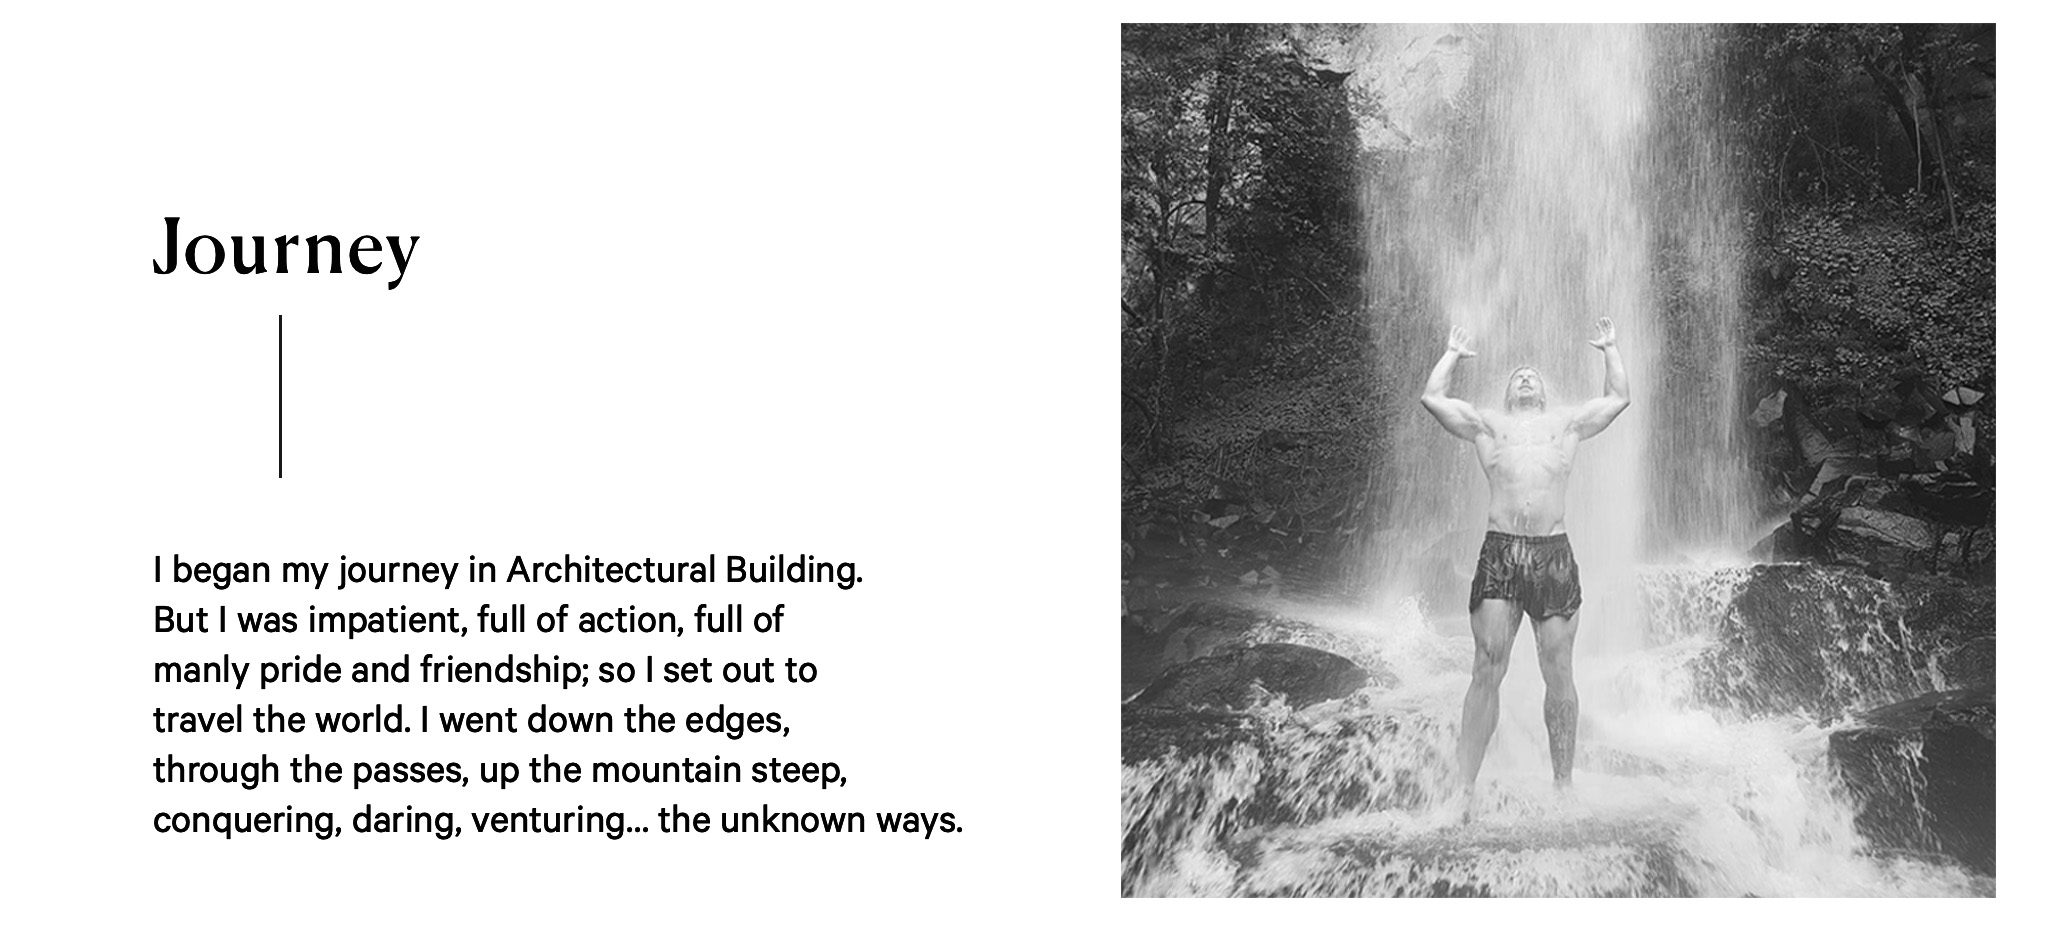 Journey
I began my journey in Architectural Building.
But I was impatient, full of action, full of
manly pride and friendship; so I set out to
travel the world. I went down the edges,
through the passes, up the mountain steep,
conquering, daring, venturing... the unknown ways.